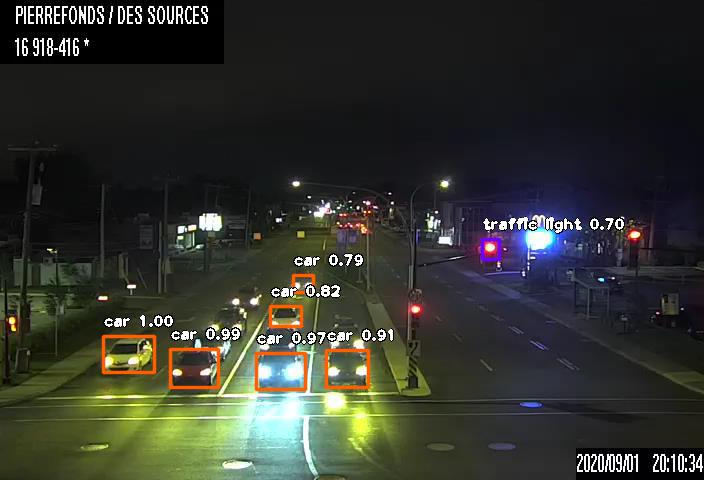 PIERREFONDS / DES SOURCES
16 918-416 *
traffic light 0.70
car 0.79
car 0.82
car 1.00
car 0.99
car 0.97
car 0.91
2020/09/01 20:10:34